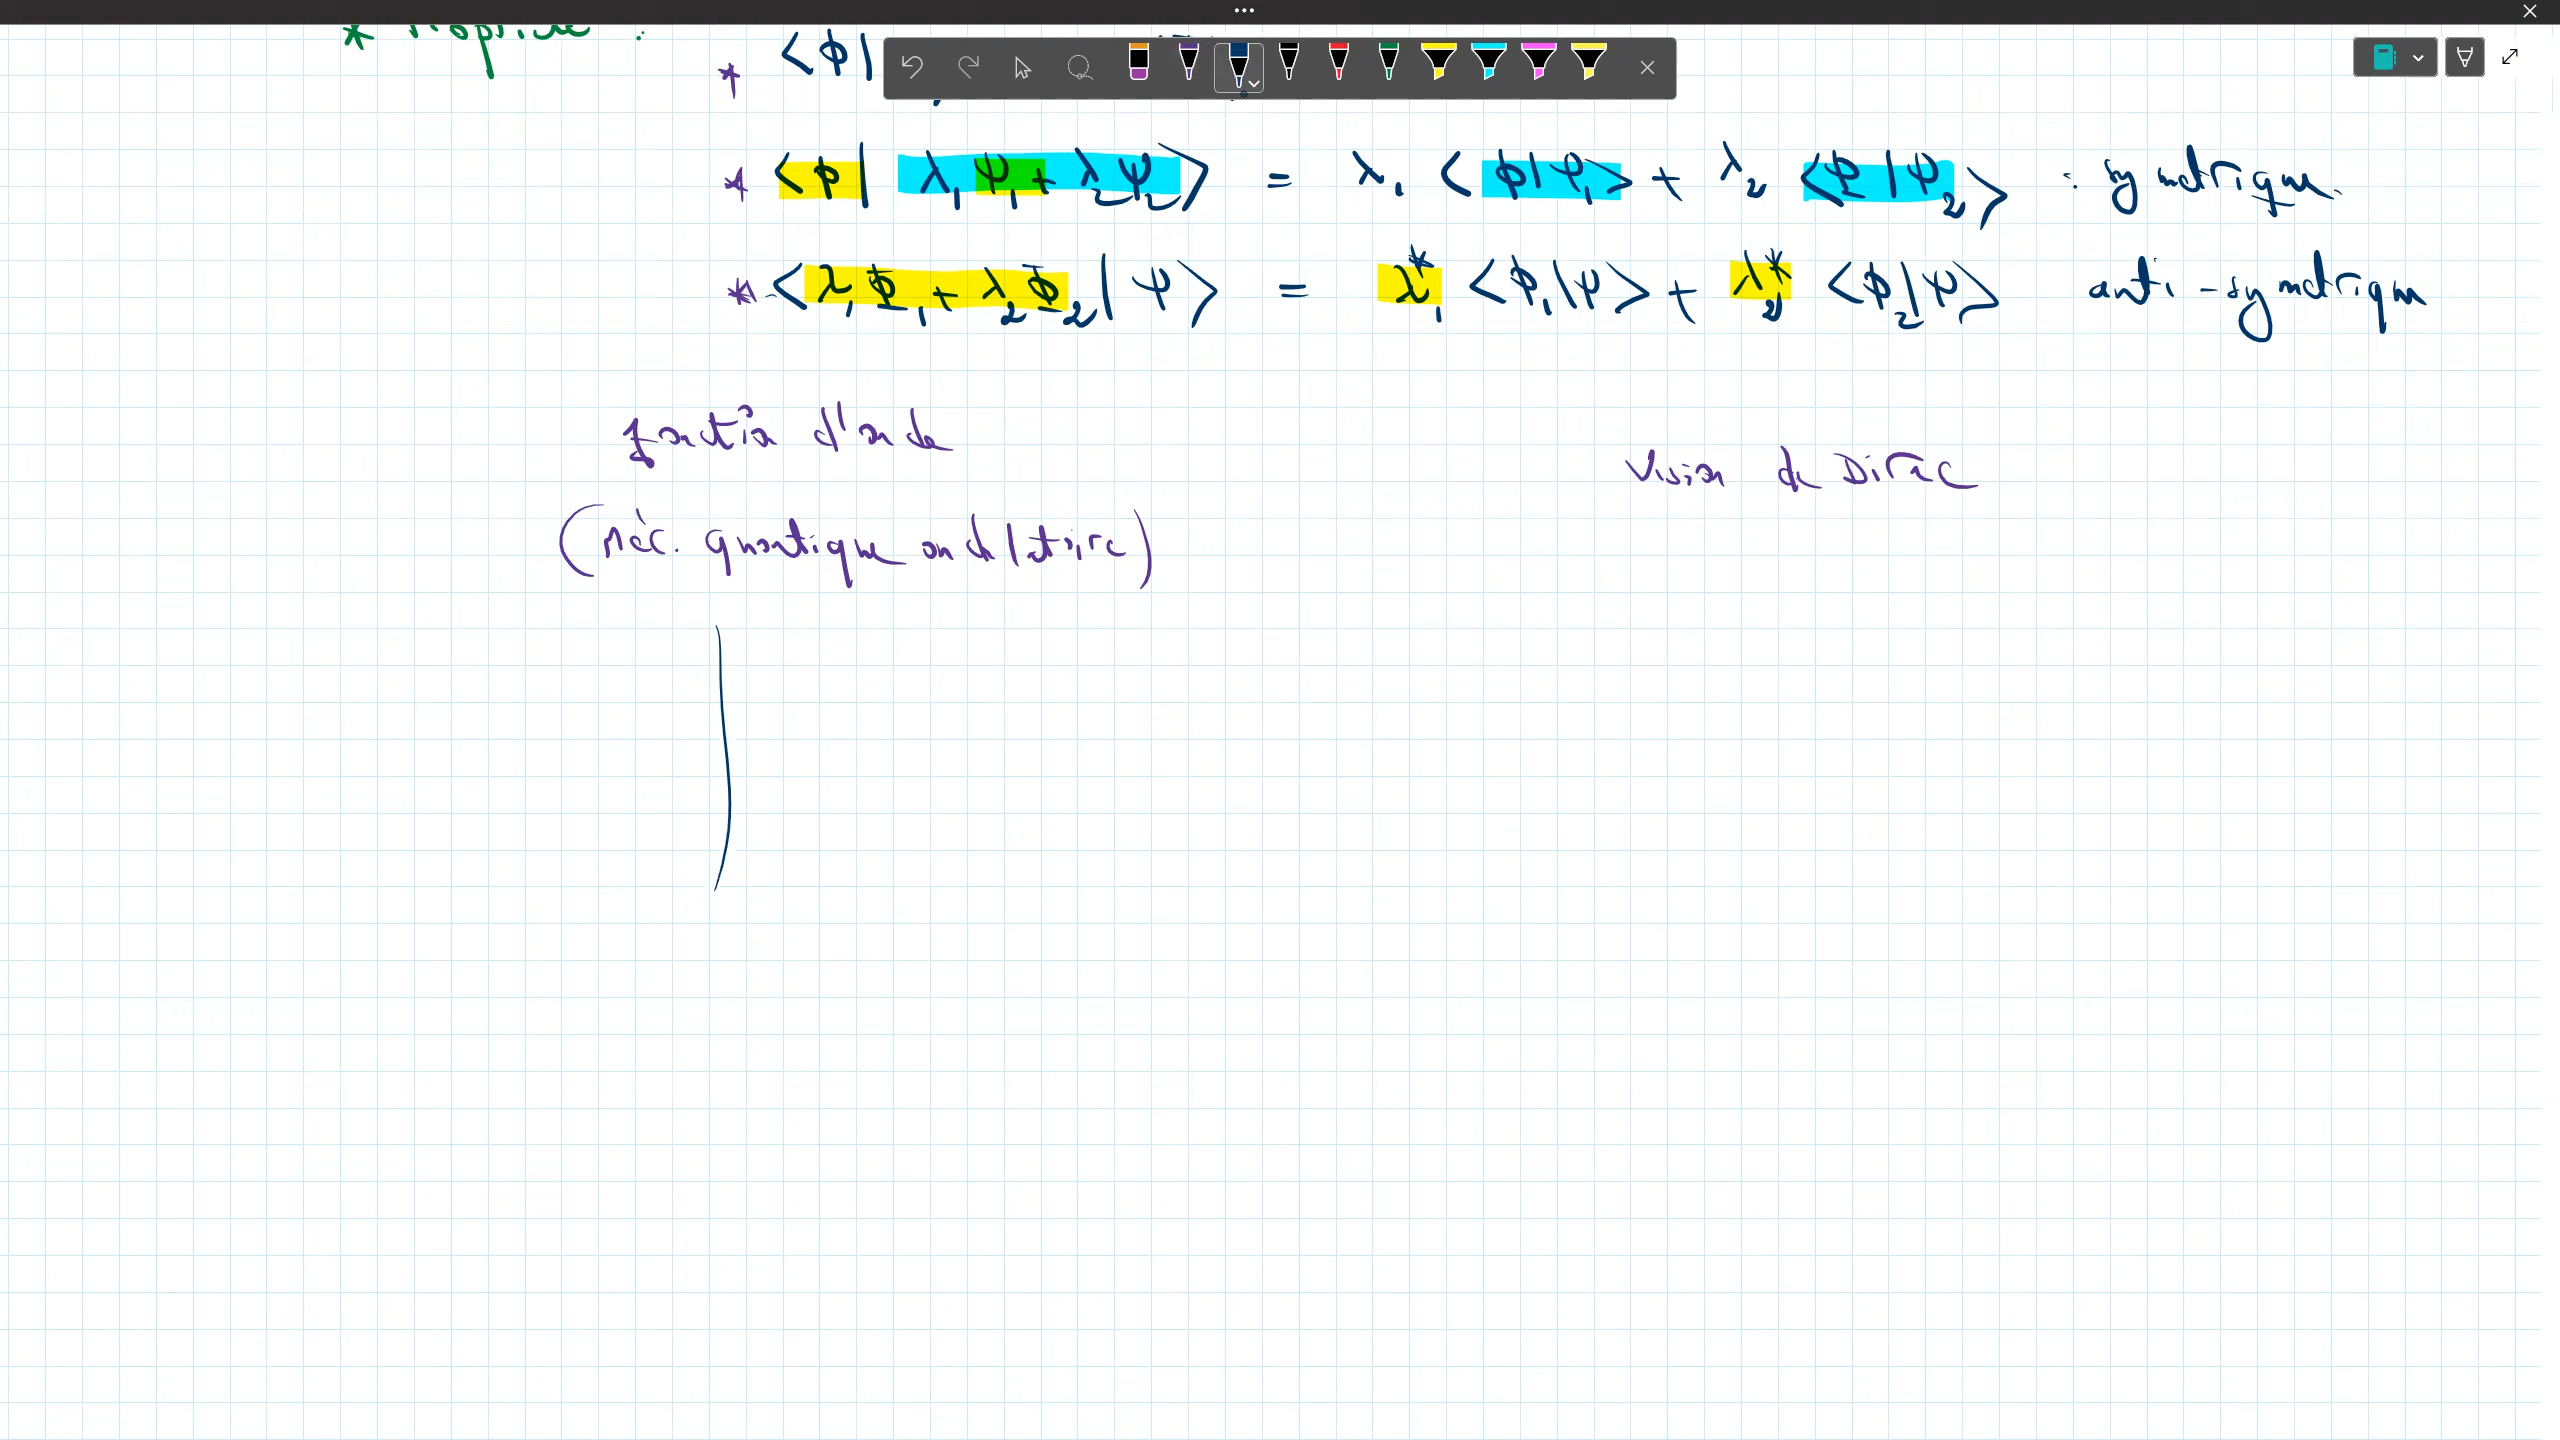 * Propriété :
* <ϕ|
* <ϕ| λ₁ψ₁ + λ₂ψ₂> = λ₁ <ϕ|ψ₁> + λ₂ <ϕ|ψ₂> : symétrique.
* <λ₁ϕ₁ + λ₂ϕ₂| ψ> = λ₁* <ϕ₁|ψ> + λ₂* <ϕ₂|ψ> anti-symétrique
fonction d'onde
Vision de Dirac
(Méc. quantique ondulatoire)